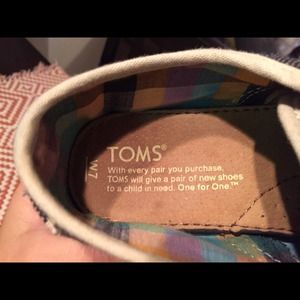 TOMS®
With every pair you purchase,
TOMS will give a pair of new shoes
to a child in need. One for One.™
W7